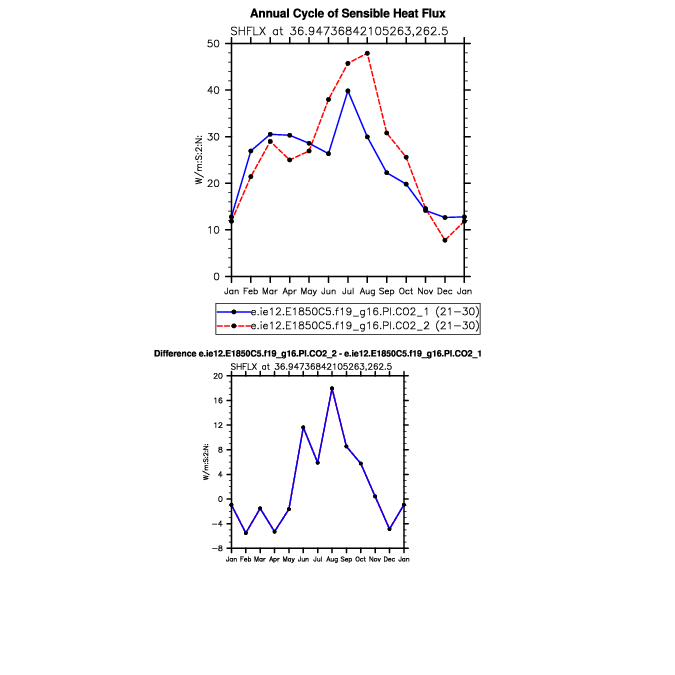 Annual Cycle of Sensible Heat Flux
SHFLX at 36.94736842105263,262.5
50
40
30
20
10
0
W/m:S:2:N:
Jan Feb Mar Apr May Jun Jul Aug Sep Oct Nov Dec Jan
e.ie12.E1850C5.f19_g16.PI.CO2_1 (21-30)
e.ie12.E1850C5.f19_g16.PI.CO2_2 (21-30)
Difference e.ie12.E1850C5.f19_g16.PI.CO2_2 - e.ie12.E1850C5.f19_g16.PI.CO2_1
SHFLX at 36.94736842105263,262.5
20
16
12
8
4
0
-4
-8
W/m:S:2:N:
Jan Feb Mar Apr May Jun Jul Aug Sep Oct Nov Dec Jan